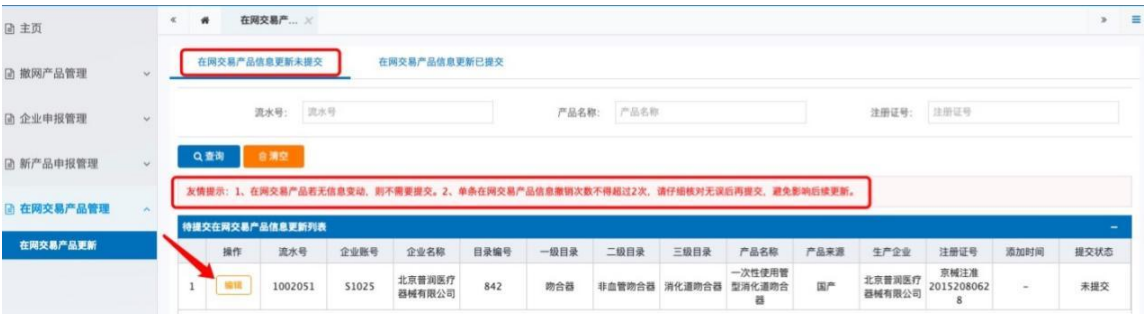 主页
在网交易产...
撤网产品管理
企业申报管理
新产品申报管理
在网交易产品管理
在网交易产品更新
在网交易产品信息更新未提交
在网交易产品信息更新已提交
流水号: 流水号
产品名称: 产品名称
注册证号: 注册证号
查询
清空
友情提示: 1、在网交易产品若无信息变动, 则不需要提交。2、单条在网交易产品信息撤销次数不得超过2次, 请仔细核对无误后再提交, 避免影响后续更新。
待提交在网交易产品信息更新列表
操作 流水号 企业账号 企业名称 目录编号 一级目录 二级目录 三级目录 产品名称 产品来源 生产企业 注册证号 添加时间 提交状态
1 编辑 1002051 S1025 北京普润医疗器械有限公司 842 吻合器 非血管吻合器 消化道吻合器 一次性使用管型消化道吻合器 国产 北京普润医疗器械有限公司 京械注准20152080628 - 未提交